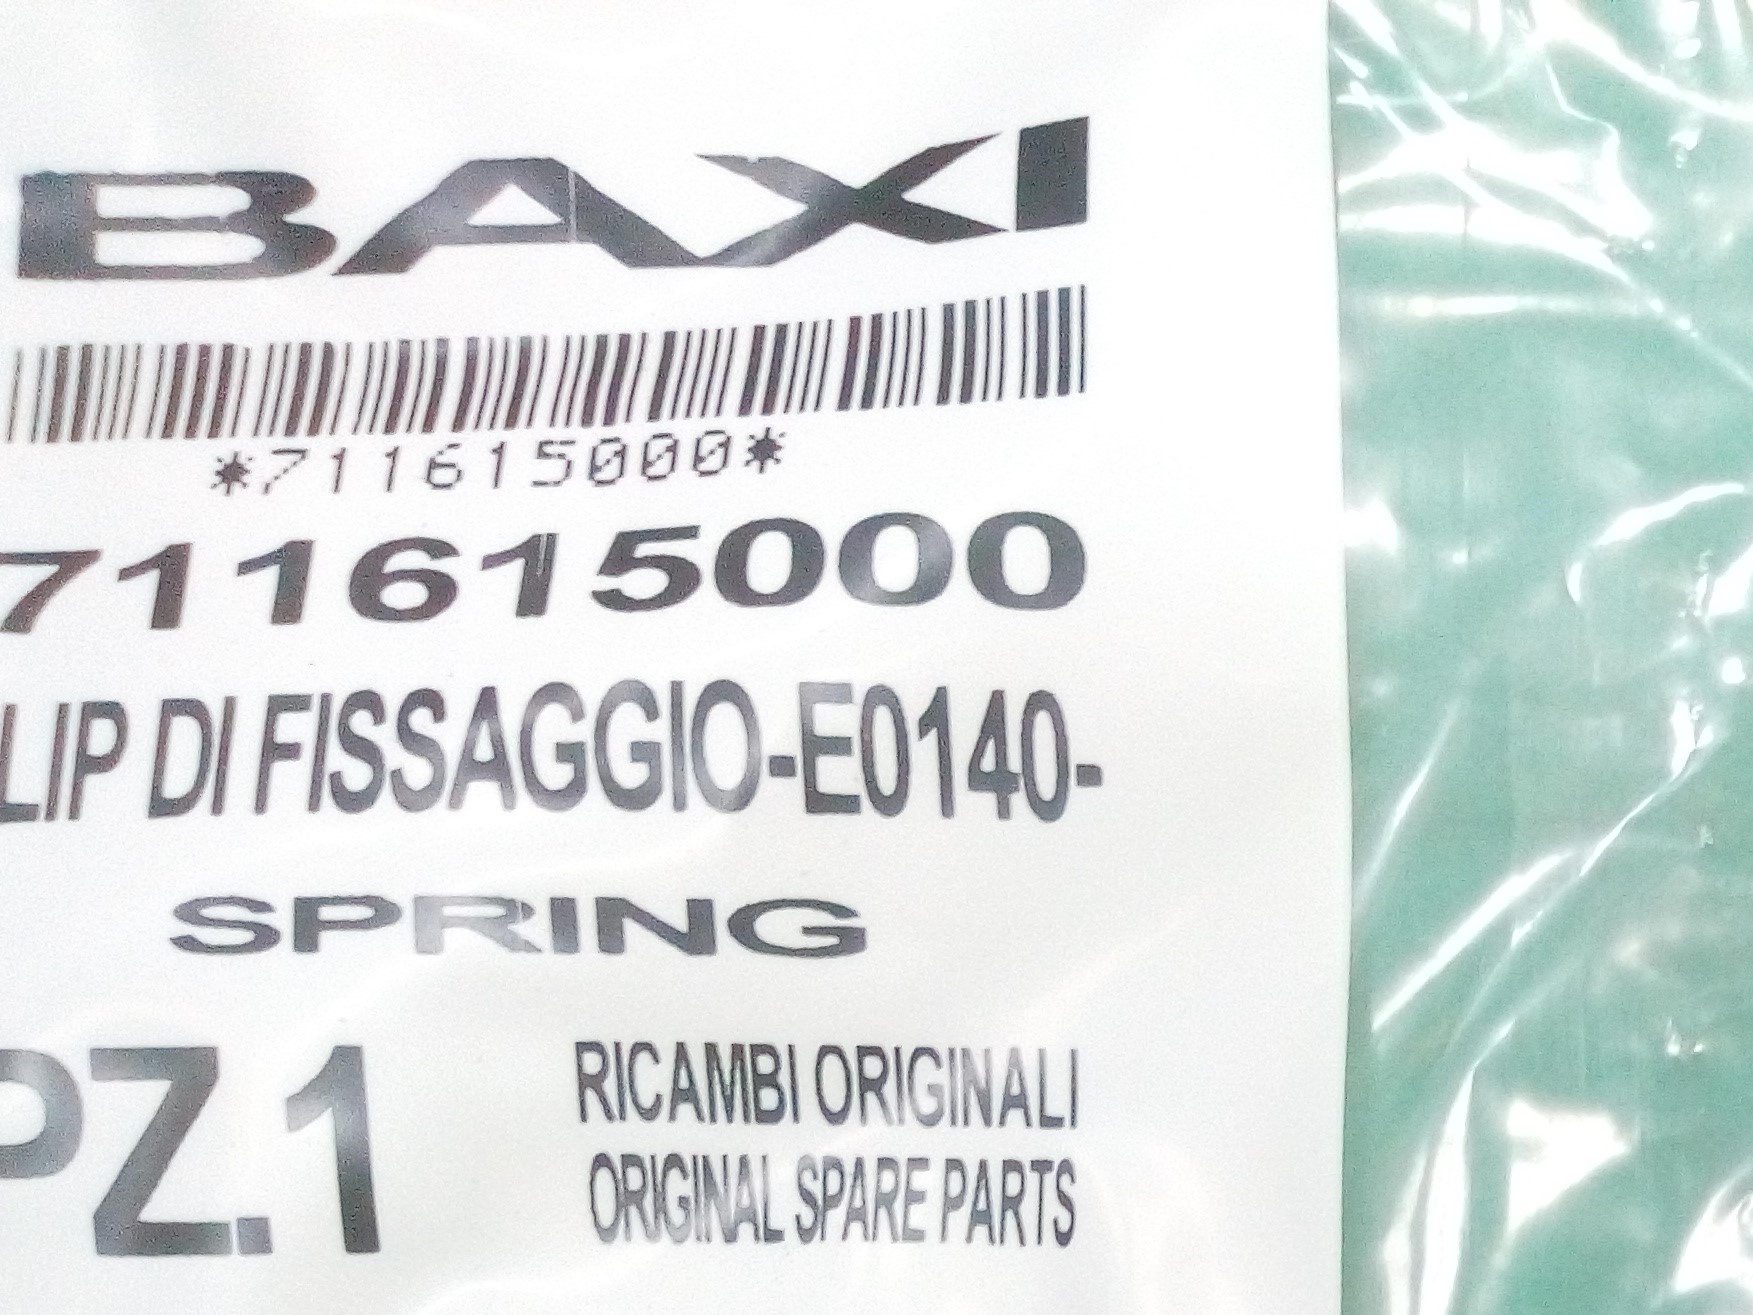 BAXI
*711615000*
711615000
LIP DI FISSAGGIO-E0140-
SPRING
PZ.1
RICAMBI ORIGINALI
ORIGINAL SPARE PARTS